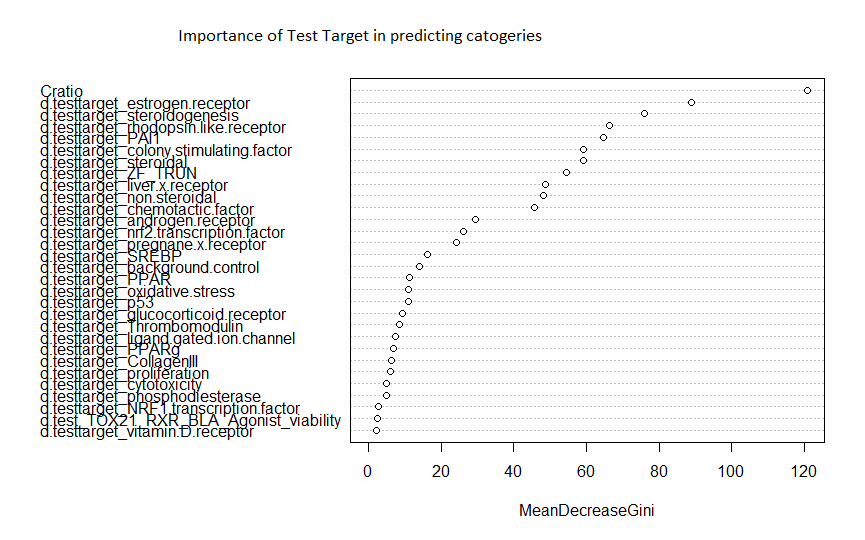 Importance of Test Target in predicting catogeries
Cratio
d.testtarget_estrogen.receptor
d.testtarget_steroidogenesis
d.testtarget_rhodopsin.like.receptor
d.testtarget_PAI1
d.testtarget_colony.stimulating.factor
d.testtarget_steroidal
d.testtarget_ZF_TRUN
d.testtarget_liver.x.receptor
d.testtarget_non.steroidal
d.testtarget_chemotactic.factor
d.testtarget_androgen.receptor
d.testtarget_nrf2.transcription.factor
d.testtarget_pregnane.x.receptor
d.testtarget_SREBP
d.testtarget_background.control
d.testtarget_PPAR
d.testtarget_oxidative.stress
d.testtarget_p53
d.testtarget_glucocorticoid.receptor
d.testtarget_Thrombomodulin
d.testtarget_ligand.gated.ion.channel
d.testtarget_PPARg
d.testtarget_CollagenIII
d.testtarget_proliferation
d.testtarget_cytotoxicity
d.testtarget_phosphodiesterase
d.testtarget_NRF1.transcription.factor
d.test_TOX21_RXR_BLA_Agonist_viability
d.testtarget_vitamin.D.receptor
0 20 40 60 80 100 120
MeanDecreaseGini